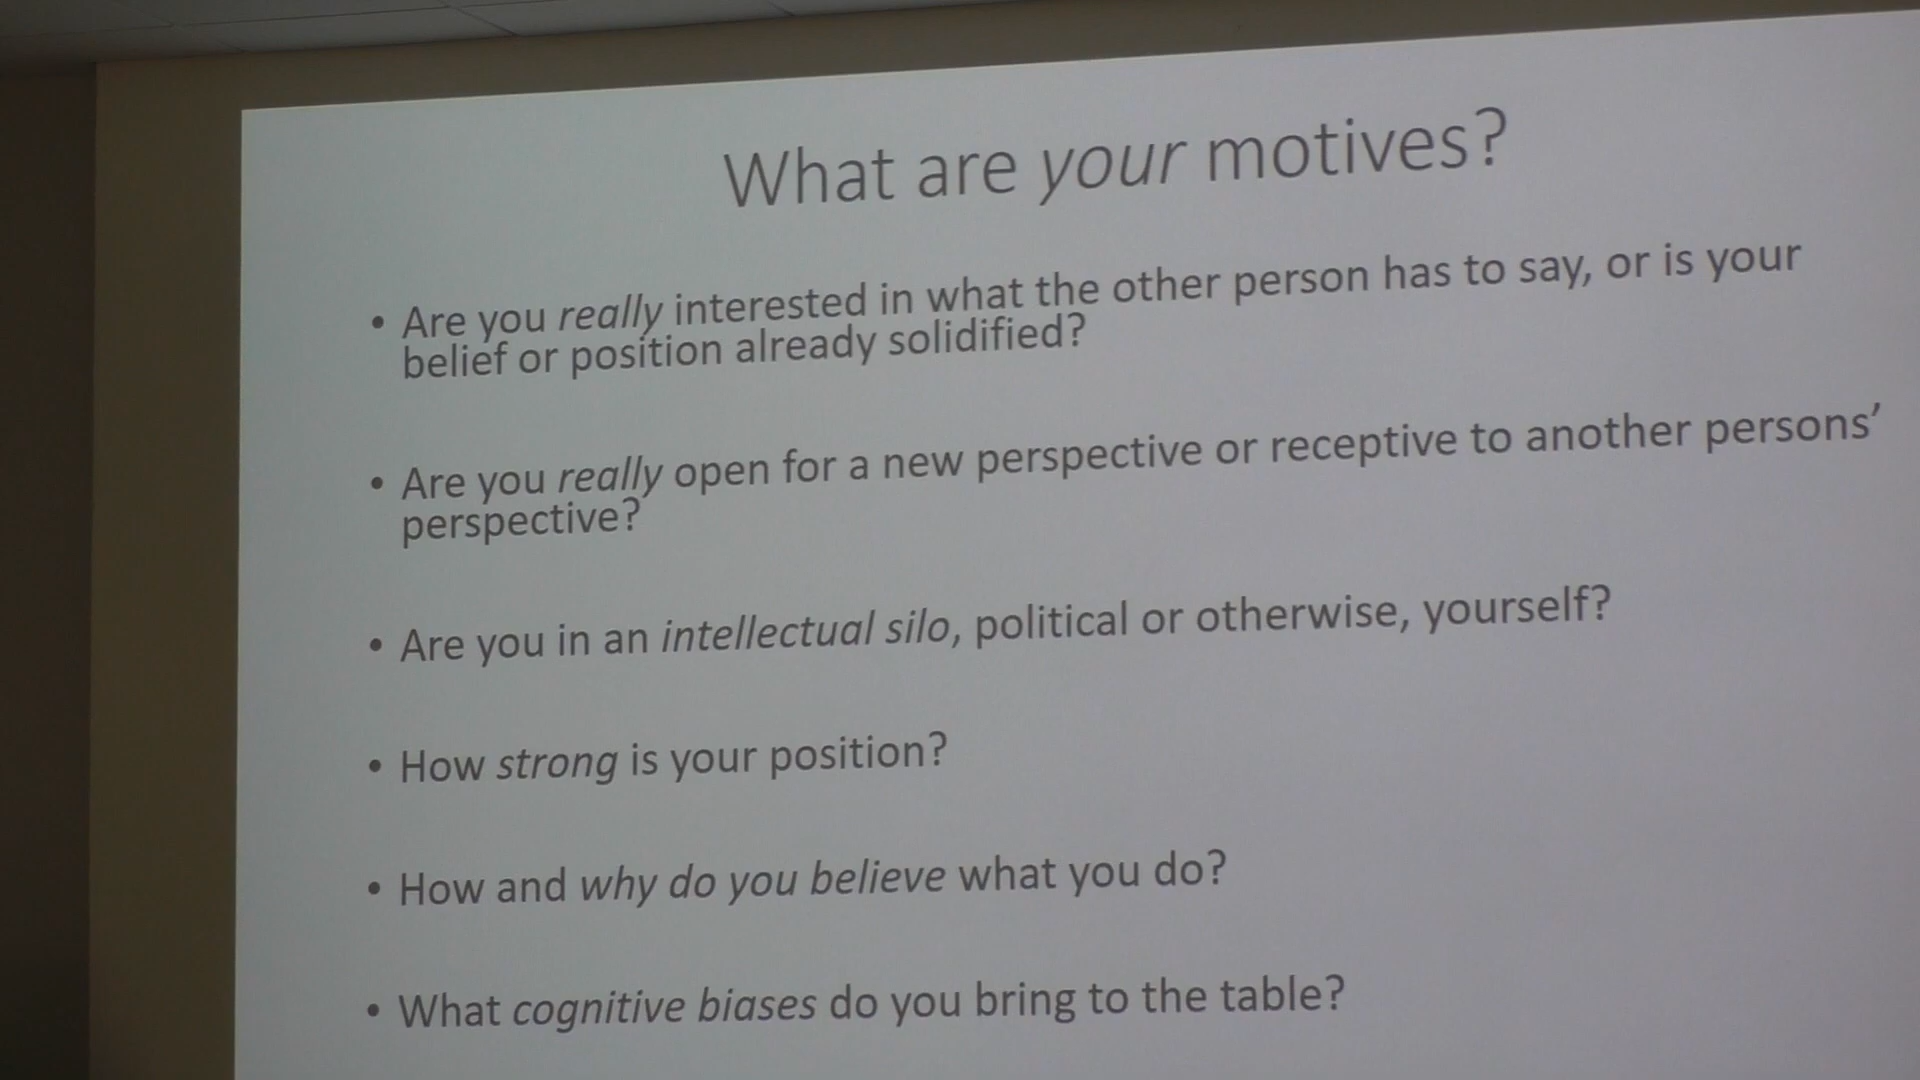 What are your motives?
• Are you really interested in what the other person has to say, or is your
belief or position already solidified?
• Are you really open for a new perspective or receptive to another persons’
perspective?
• Are you in an intellectual silo, political or otherwise, yourself?
• How strong is your position?
• How and why do you believe what you do?
• What cognitive biases do you bring to the table?